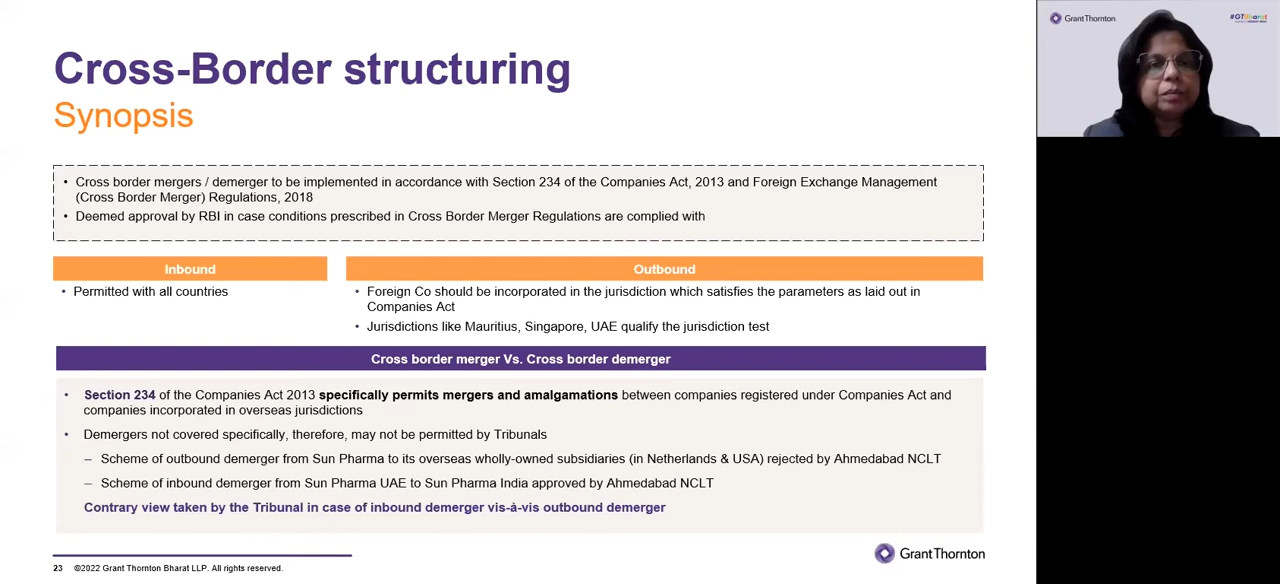 Cross-Border structuring
Synopsis
• Cross border mergers / demerger to be implemented in accordance with Section 234 of the Companies Act, 2013 and Foreign Exchange Management
(Cross Border Merger) Regulations, 2018
• Deemed approval by RBI in case conditions prescribed in Cross Border Merger Regulations are complied with
Inbound
• Permitted with all countries
Outbound
• Foreign Co should be incorporated in the jurisdiction which satisfies the parameters as laid out in
Companies Act
• Jurisdictions like Mauritius, Singapore, UAE qualify the jurisdiction test
Cross border merger Vs. Cross border demerger
• Section 234 of the Companies Act 2013 specifically permits mergers and amalgamations between companies registered under Companies Act and
companies incorporated in overseas jurisdictions
• Demergers not covered specifically, therefore, may not be permitted by Tribunals
– Scheme of outbound demerger from Sun Pharma to its overseas wholly-owned subsidiaries (in Netherlands & USA) rejected by Ahmedabad NCLT
– Scheme of inbound demerger from Sun Pharma UAE to Sun Pharma India approved by Ahmedabad NCLT
Contrary view taken by the Tribunal in case of inbound demerger vis-à-vis outbound demerger
23 ©2022 Grant Thornton Bharat LLP. All rights reserved.
GrantThornton
GrantThornton
#GTBharat